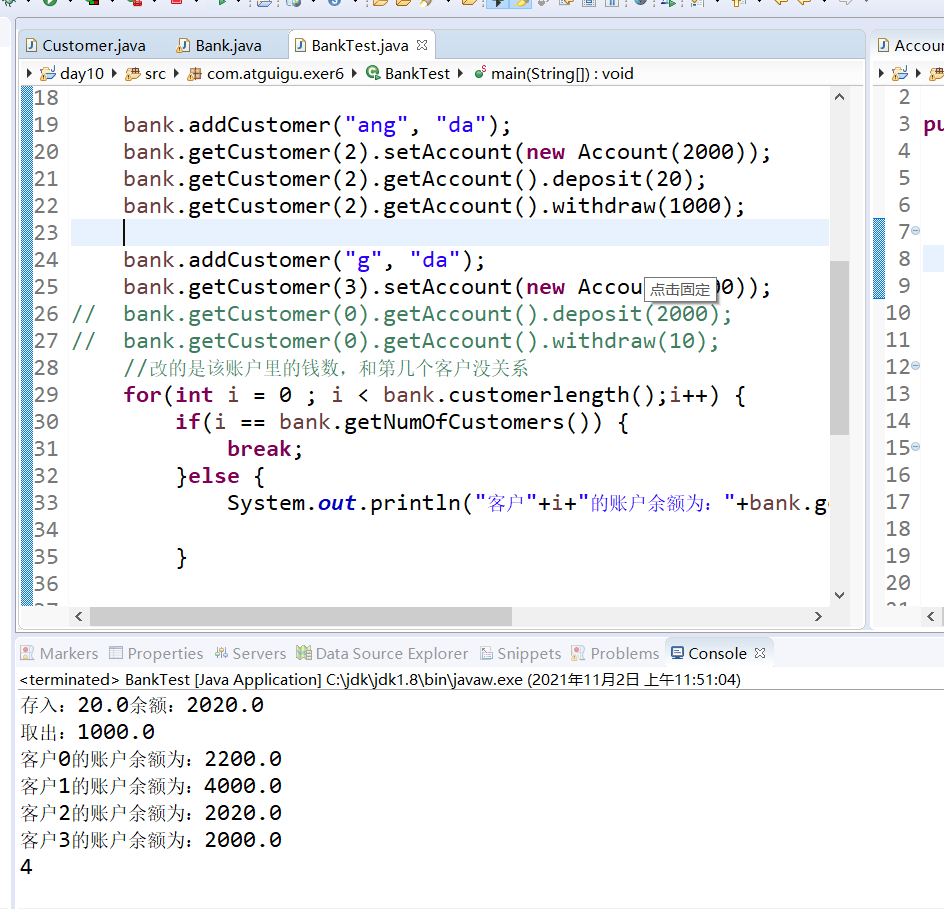 Customer.java Bank.java BankTest.java
day10 src com.atguigu.exer6 BankTest main(String[]) : void
18
19 bank.addCustomer("ang", "da");
20 bank.getCustomer(2).setAccount(new Account(2000));
21 bank.getCustomer(2).getAccount().deposit(20);
22 bank.getCustomer(2).getAccount().withdraw(1000);
23
24 bank.addCustomer("g", "da");
25 bank.getCustomer(3).setAccount(new Accou 点击固定 00));
26 // bank.getCustomer(0).getAccount().deposit(2000);
27 // bank.getCustomer(0).getAccount().withdraw(10);
28 //改的是该账户里的钱数，和第几个客户没关系
29 for(int i = 0 ; i < bank.customerlength();i++) {
30 if(i == bank.getNumOfCustomers()) {
31 break;
32 }else {
33 System.out.println("客户"+i+"的账户余额为："+bank.g
34
35 }
36
Accou
2
3 pu
4
5
6
7
8
9
10
11
12
13
14
15
16
17
18
19
20
Markers Properties Servers Data Source Explorer Snippets Problems Console
<terminated> BankTest [Java Application] C:\jdk\jdk1.8\bin\javaw.exe (2021年11月2日 上午11:51:04)
存入：20.0余额：2020.0
取出：1000.0
客户0的账户余额为：2200.0
客户1的账户余额为：4000.0
客户2的账户余额为：2020.0
客户3的账户余额为：2000.0
4